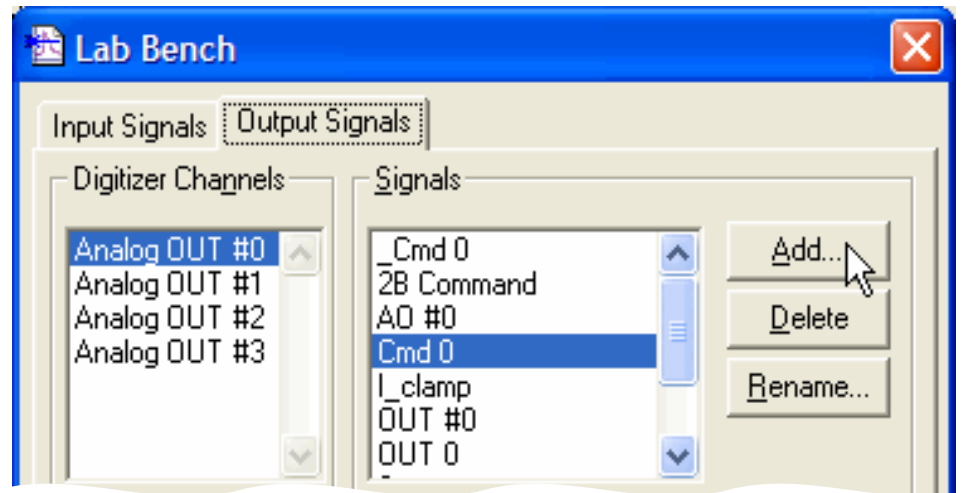 Lab Bench
Input Signals
Output Signals
Digitizer Channels
Analog OUT #0
Analog OUT #1
Analog OUT #2
Analog OUT #3
Signals
_Cmd 0
2B Command
AO #0
Cmd 0
I_clamp
OUT #0
OUT 0
Add...
Delete
Rename...